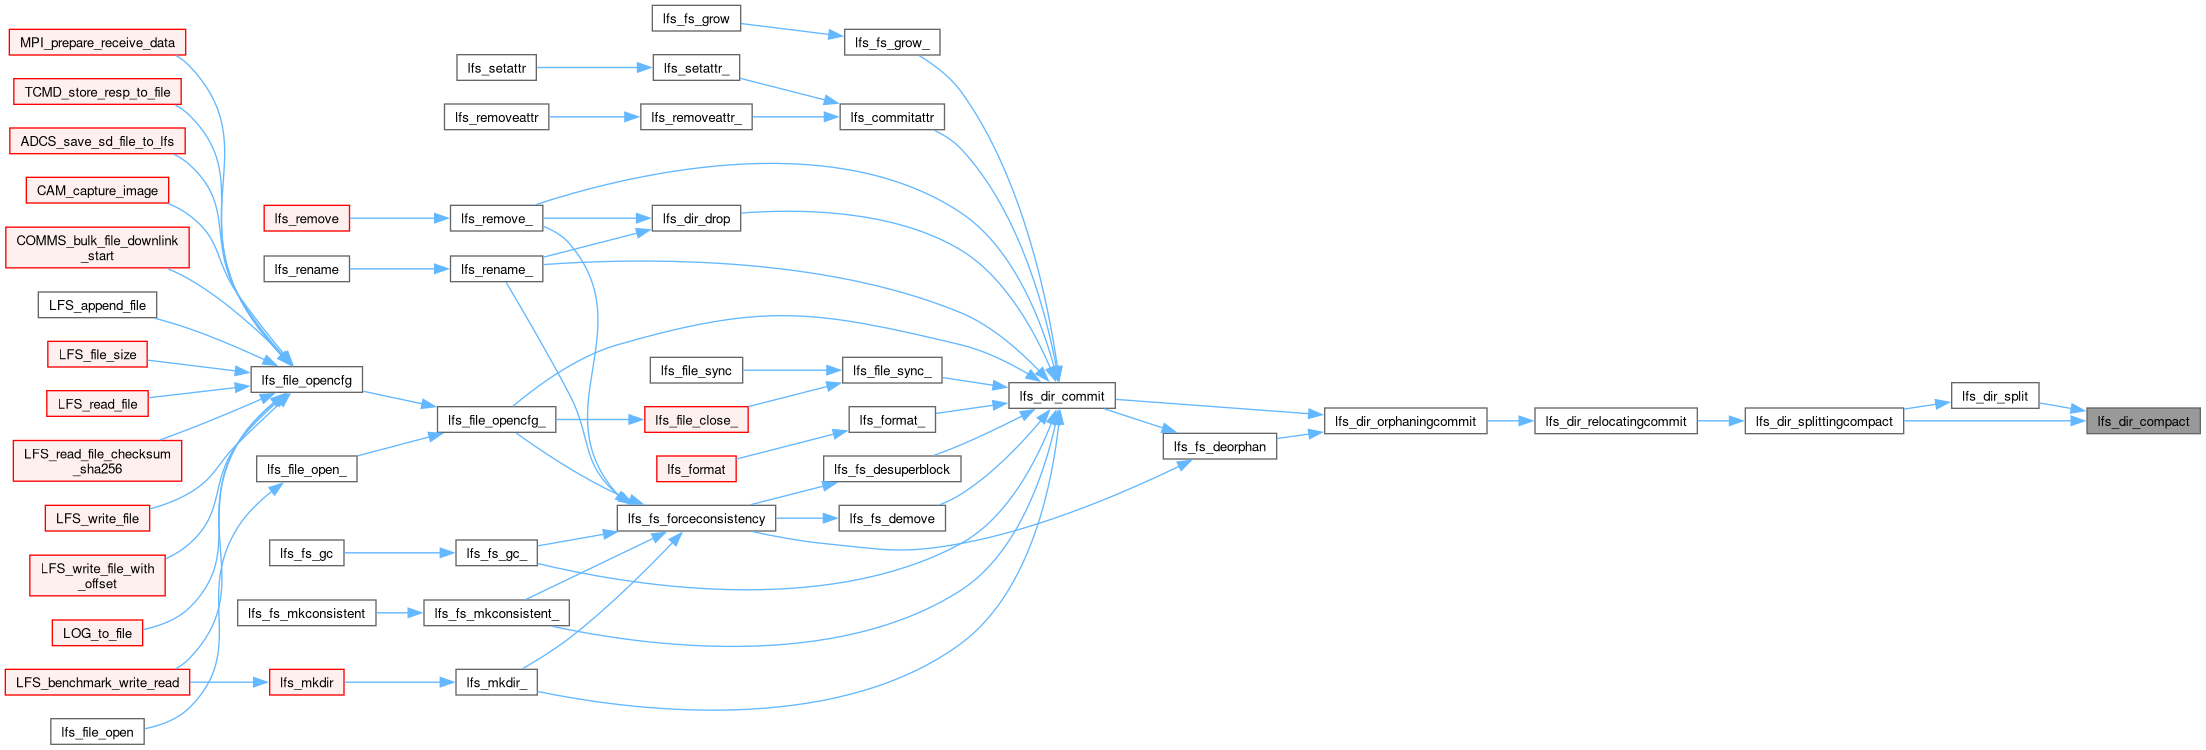 MPI_prepare_receive_data
TCMD_store_resp_to_file
ADCS_save_sd_file_to_lfs
CAM_capture_image
COMMS_bulk_file_downlink
_start
LFS_append_file
LFS_file_size
LFS_read_file
LFS_read_file_checksum
_sha256
LFS_write_file
LFS_write_file_with
_offset
LOG_to_file
LFS_benchmark_write_read
lfs_file_open
lfs_remove
lfs_rename
lfs_file_opencfg
lfs_file_open_
lfs_fs_gc
lfs_fs_mkconsistent
lfs_mkdir
lfs_setattr
lfs_removeattr
lfs_remove_
lfs_rename_
lfs_file_opencfg_
lfs_fs_gc_
lfs_fs_mkconsistent_
lfs_mkdir_
lfs_fs_grow
lfs_setattr_
lfs_removeattr_
lfs_dir_drop
lfs_file_sync
lfs_file_close_
lfs_format
lfs_fs_forceconsistency
lfs_fs_grow_
lfs_commitattr
lfs_file_sync_
lfs_format_
lfs_fs_desuperblock
lfs_fs_demove
lfs_dir_commit
lfs_fs_deorphan
lfs_dir_orphaningcommit
lfs_dir_relocatingcommit
lfs_dir_splittingcompact
lfs_dir_split
lfs_dir_compact